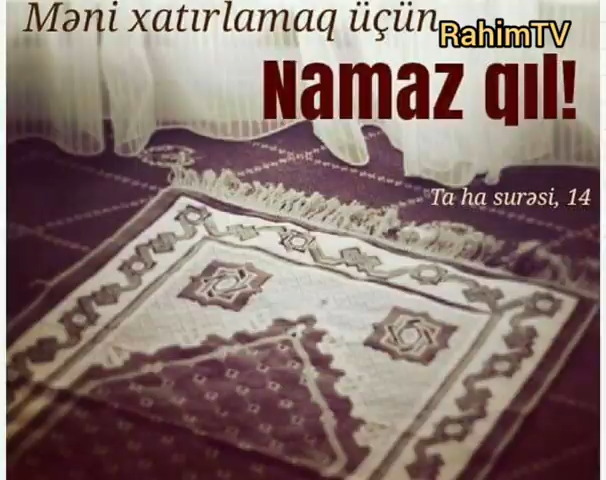 Məni xatırlamaq üçün
RahimTV
Namaz qıl!
Ta ha surəsi, 14